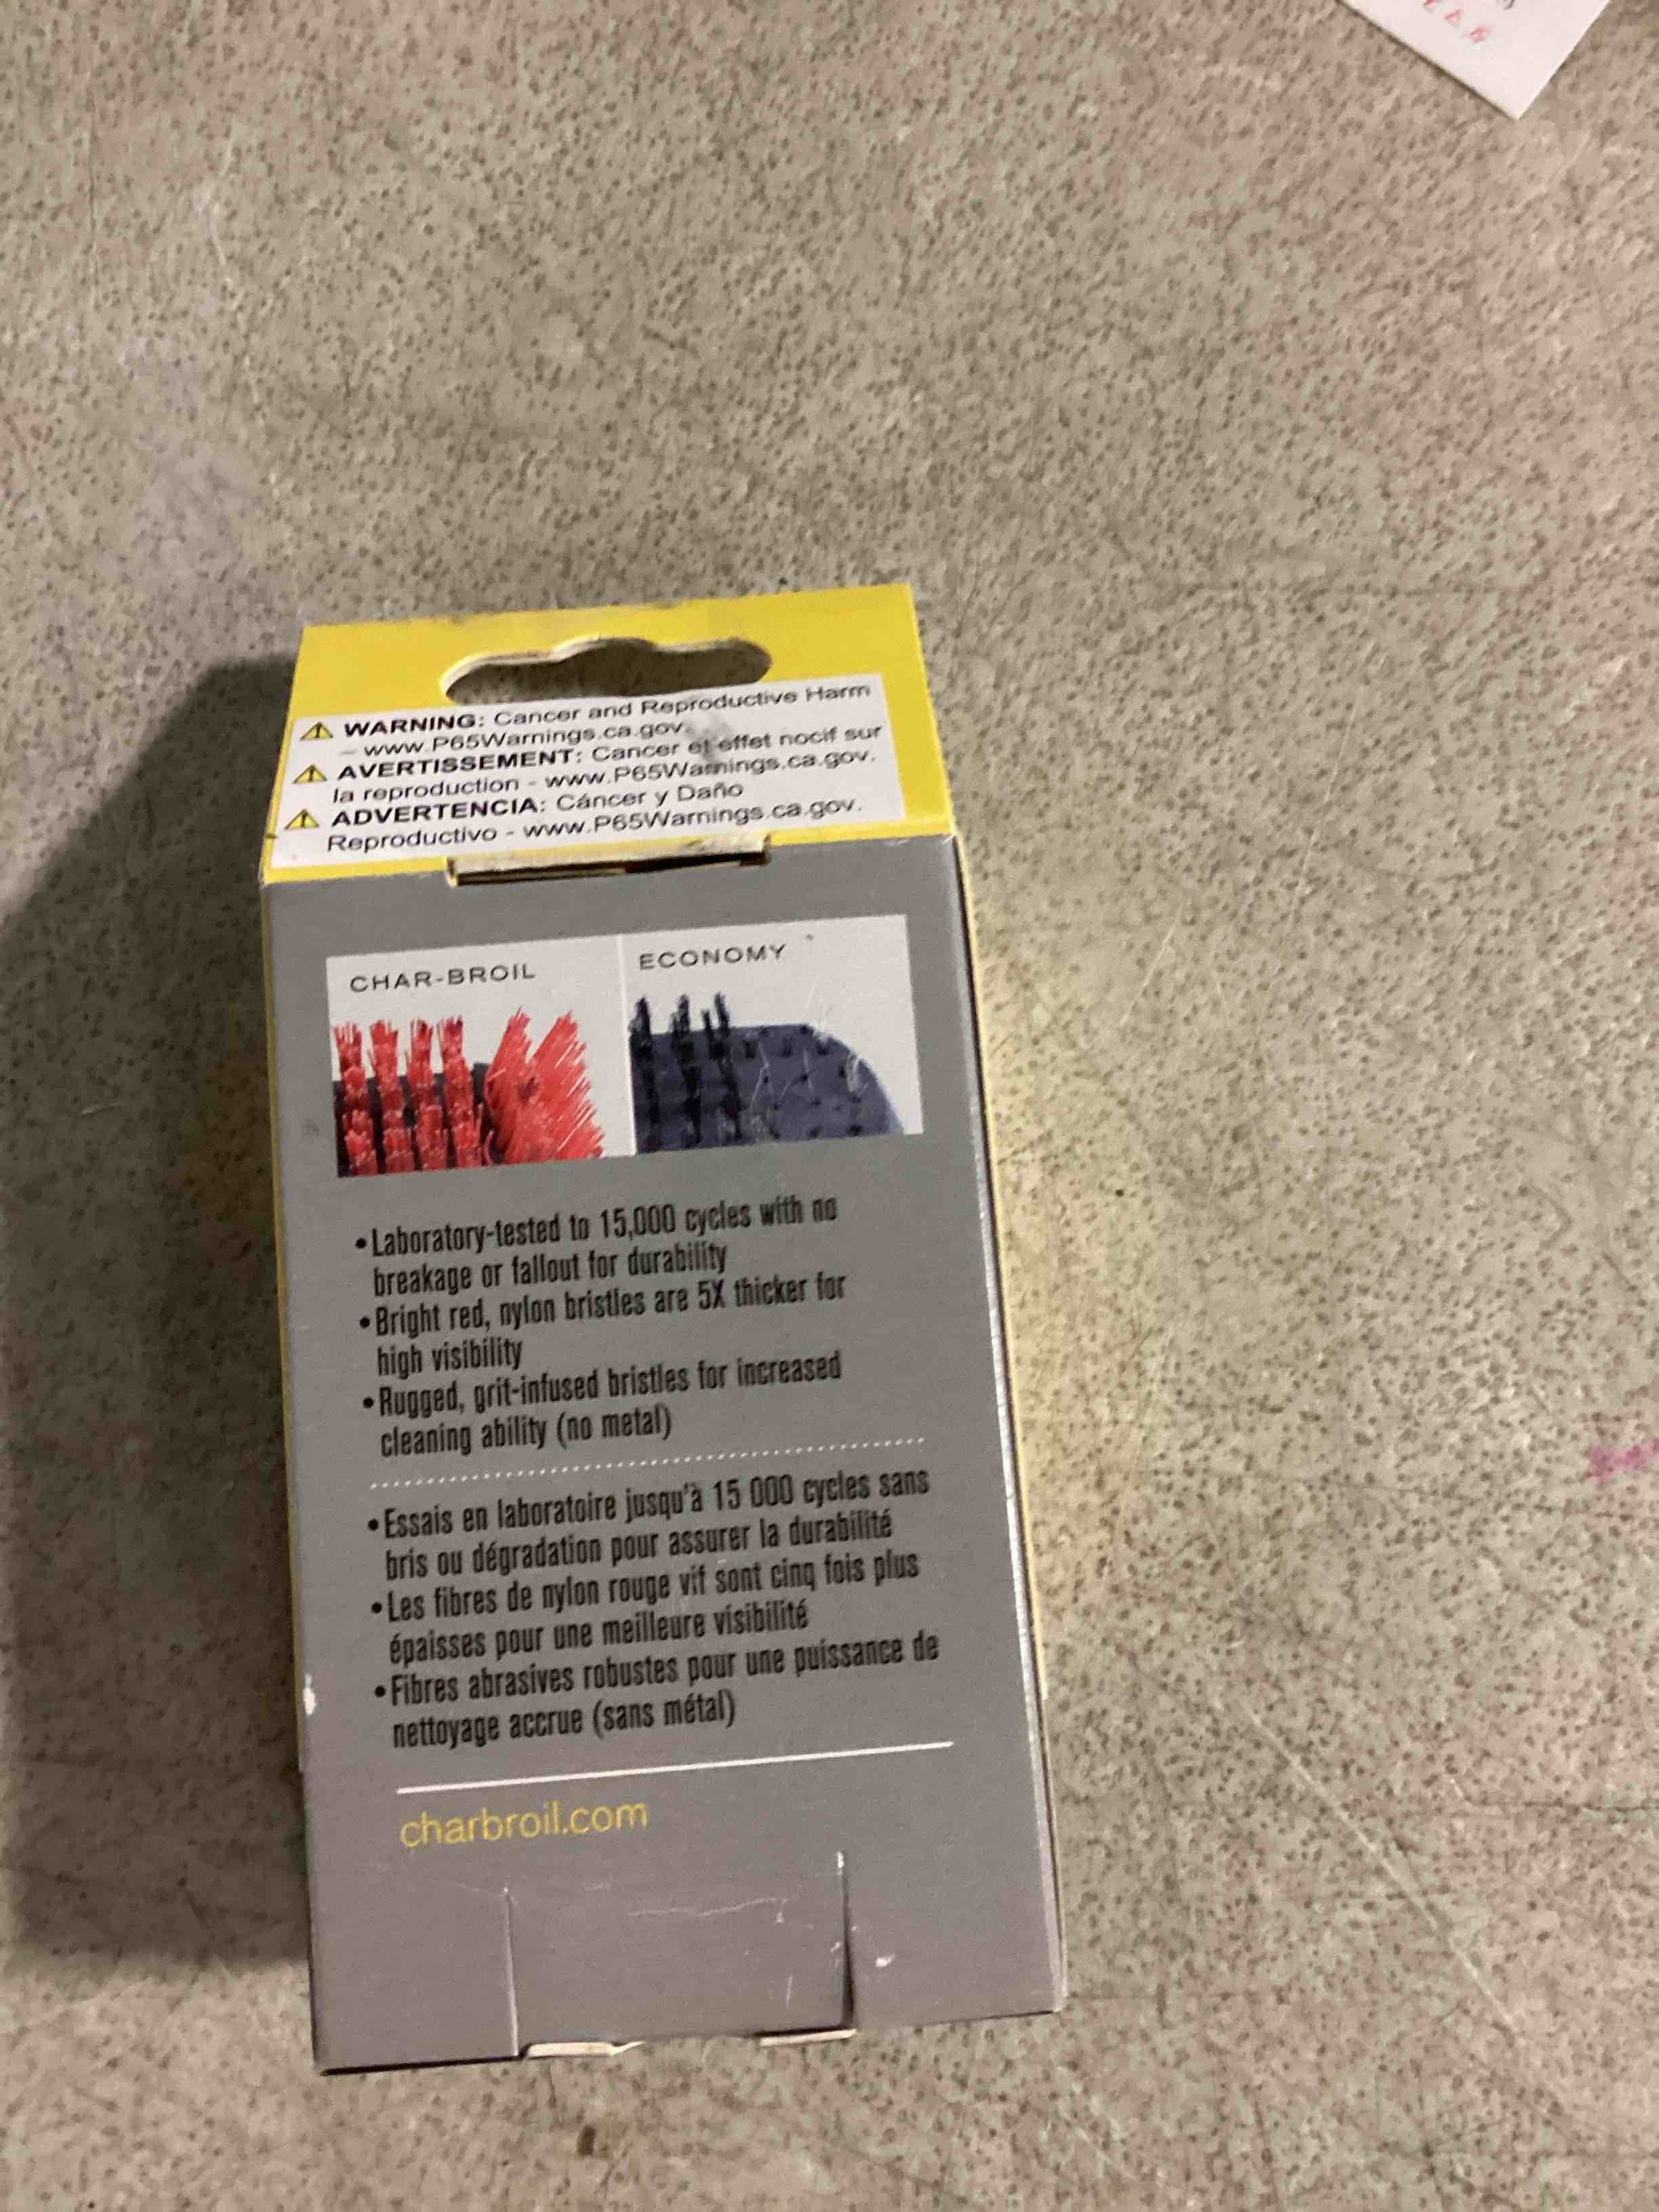 WARNING: Cancer and Reproductive Harm
– www.P65Warnings.ca.gov.
AVERTISSEMENT: Cancer et effet nocif sur
la reproduction - www.P65Warnings.ca.gov.
ADVERTENCIA: Cáncer y Daño
Reproductivo - www.P65Warnings.ca.gov.
CHAR-BROIL
ECONOMY
•Laboratory-tested to 15,000 cycles with no
breakage or fallout for durability
•Bright red, nylon bristles are 5X thicker for
high visibility
•Rugged, grit-infused bristles for increased
cleaning ability (no metal)
•Essais en laboratoire jusqu'à 15 000 cycles sans
bris ou dégradation pour assurer la durabilité
•Les fibres de nylon rouge vif sont cinq fois plus
épaisses pour une meilleure visibilité
•Fibres abrasives robustes pour une puissance de
nettoyage accrue (sans métal)
charbroil.com